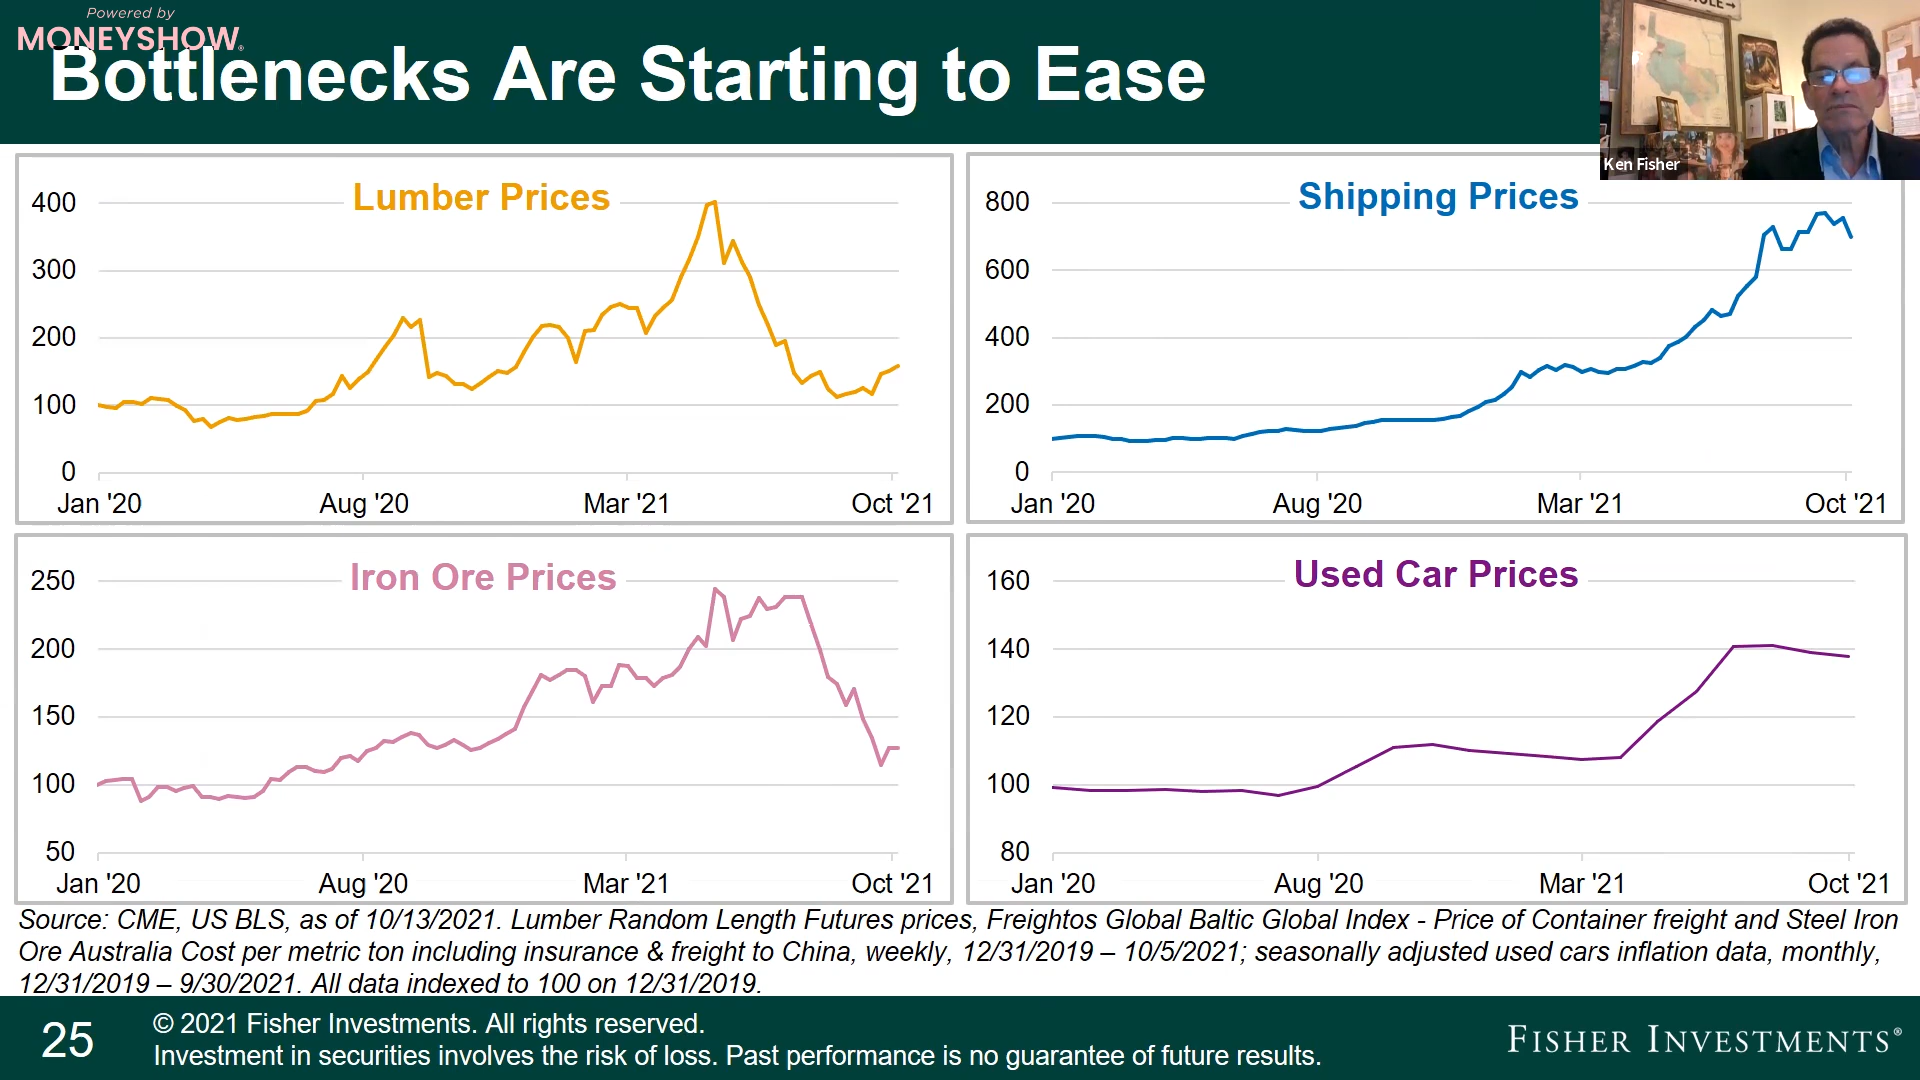 Powered by
MONEYSHOW®
Bottlenecks Are Starting to Ease
Ken Fisher
Lumber Prices
400
300
200
100
0
Jan '20 Aug '20 Mar '21 Oct '21
Shipping Prices
800
600
400
200
0
Jan '20 Aug '20 Mar '21 Oct '21
Iron Ore Prices
250
200
150
100
50
Jan '20 Aug '20 Mar '21 Oct '21
Used Car Prices
160
140
120
100
80
Jan '20 Aug '20 Mar '21 Oct '21
Source: CME, US BLS, as of 10/13/2021. Lumber Random Length Futures prices, Freightos Global Baltic Global Index - Price of Container freight and Steel Iron
Ore Australia Cost per metric ton including insurance & freight to China, weekly, 12/31/2019 – 10/5/2021; seasonally adjusted used cars inflation data, monthly,
12/31/2019 – 9/30/2021. All data indexed to 100 on 12/31/2019.
25
© 2021 Fisher Investments. All rights reserved.
Investment in securities involves the risk of loss. Past performance is no guarantee of future results.
FISHER INVESTMENTS®